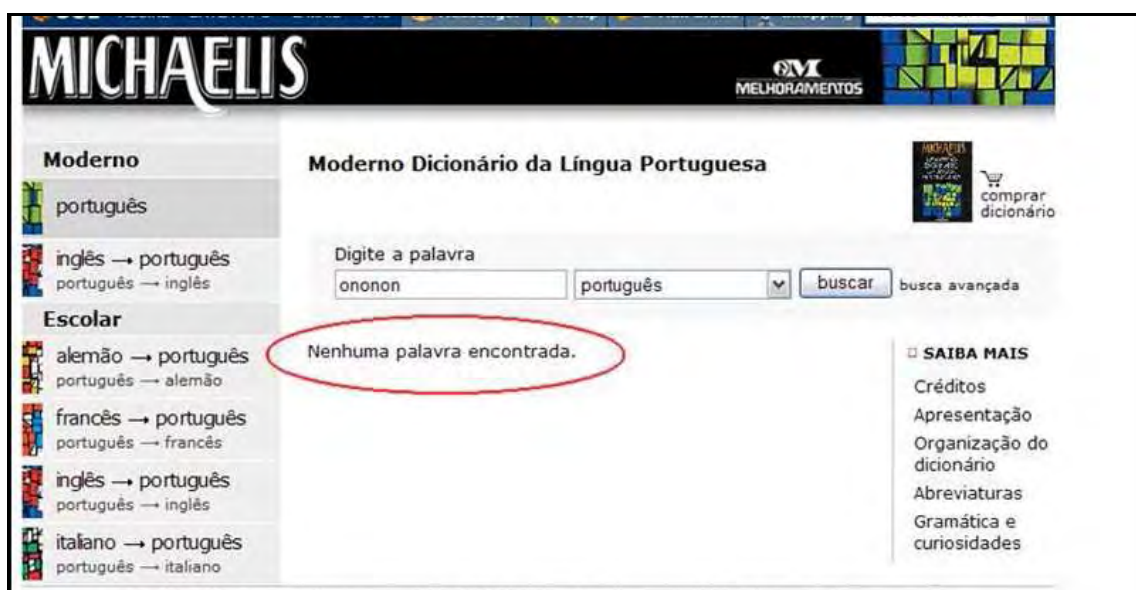 MICHAELIS
MELHORAMENTOS
Moderno
português
inglês → português
português → inglês
Escolar
alemão → português
português → alemão
francês → português
português → francês
inglês → português
português → inglês
italiano → português
português → italiano
Moderno Dicionário da Língua Portuguesa
comprar
dicionário
Digite a palavra
ononon
português
buscar
busca avançada
Nenhuma palavra encontrada.
SAIBA MAIS
Créditos
Apresentação
Organização do
dicionário
Abreviaturas
Gramática e
curiosidades